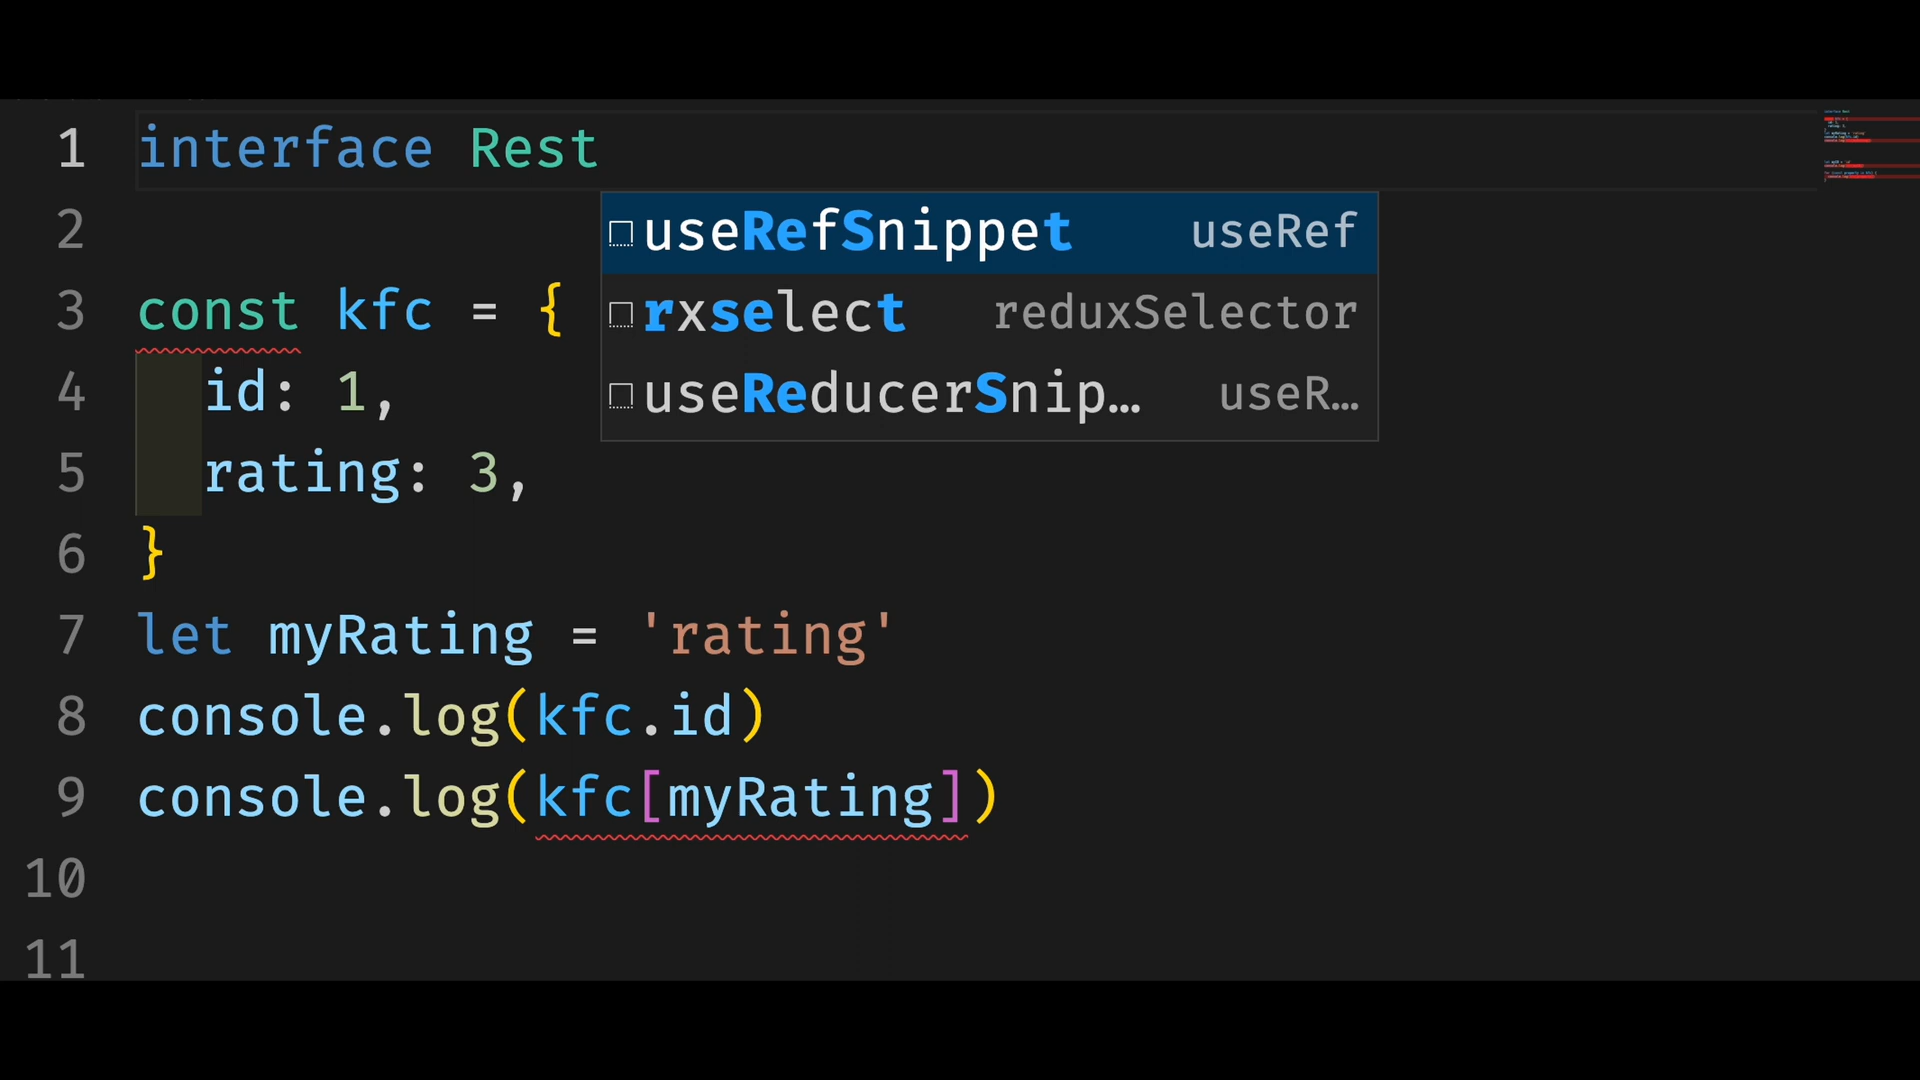 1 interface Rest
2
useRefSnippet useRef
3 const kfc = {
rxselect reduxSelector
4 id: 1,
useReducerSnip… useR…
5 rating: 3,
6 }
7 let myRating = 'rating'
8 console.log(kfc.id)
9 console.log(kfc[myRating])
10
11